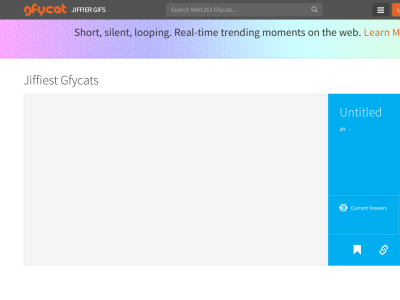 gfycat JIFFIER GIFS
Search 9841262 Gfycats...
Short, silent, looping. Real-time trending moments on the web. Learn M
Jiffiest Gfycats
Untitled
BY -
Current Viewers